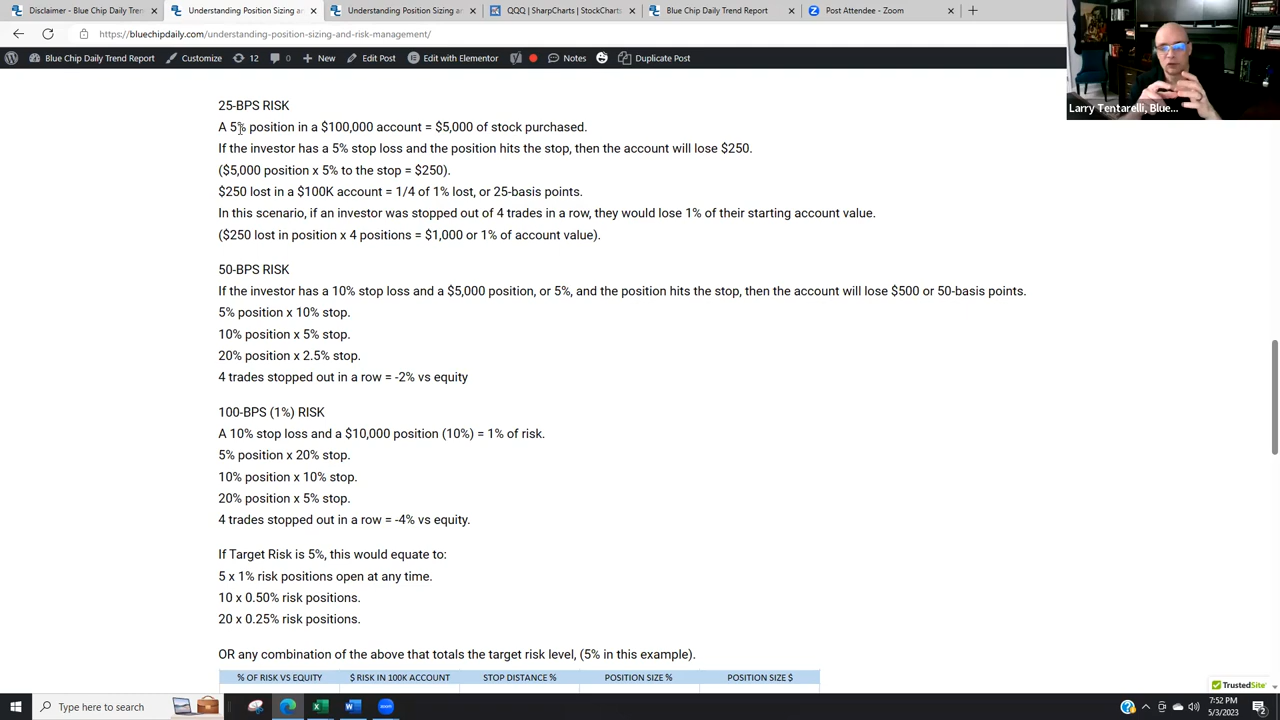 Disclaimer - Blue Chip Daily Trend
Understanding Position Sizing an
Understanding Position Sizing a
QQQ | SharpCharts | StockCharts
Blue Chip Daily Trend Report
Post Attendee - Zoom
https://bluechipdaily.com/understanding-position-sizing-and-risk-management/
Blue Chip Daily Trend Report
Customize
12
0
New
Edit Post
Edit with Elementor
Notes
Duplicate Post
Larry Tentarelli, Blue...
25-BPS RISK
A 5% position in a $100,000 account = $5,000 of stock purchased.
If the investor has a 5% stop loss and the position hits the stop, then the account will lose $250.
($5,000 position x 5% to the stop = $250).
$250 lost in a $100K account = 1/4 of 1% lost, or 25-basis points.
In this scenario, if an investor was stopped out of 4 trades in a row, they would lose 1% of their starting account value.
($250 lost in position x 4 positions = $1,000 or 1% of account value).
50-BPS RISK
If the investor has a 10% stop loss and a $5,000 position, or 5%, and the position hits the stop, then the account will lose $500 or 50-basis points.
5% position x 10% stop.
10% position x 5% stop.
20% position x 2.5% stop.
4 trades stopped out in a row = -2% vs equity
100-BPS (1%) RISK
A 10% stop loss and a $10,000 position (10%) = 1% of risk.
5% position x 20% stop.
10% position x 10% stop.
20% position x 5% stop.
4 trades stopped out in a row = -4% vs equity.
If Target Risk is 5%, this would equate to:
5 x 1% risk positions open at any time.
10 x 0.50% risk positions.
20 x 0.25% risk positions.
OR any combination of the above that totals the target risk level, (5% in this example).
% OF RISK VS EQUITY
$ RISK IN 100K ACCOUNT
STOP DISTANCE %
POSITION SIZE %
POSITION SIZE $
TrustedSite
Type here to search
7:52 PM
5/3/2023
2